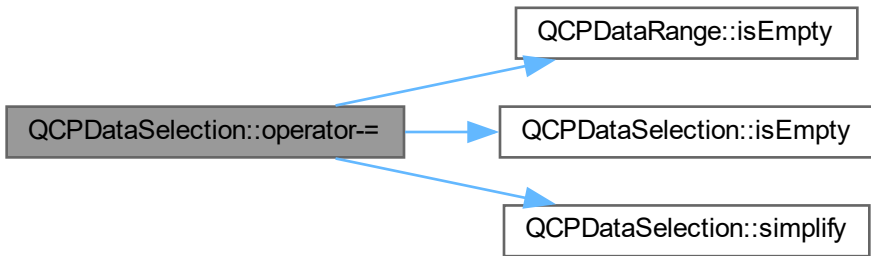 QCPDataRange::isEmpty
QCPDataSelection::operator-=
QCPDataSelection::isEmpty
QCPDataSelection::simplify